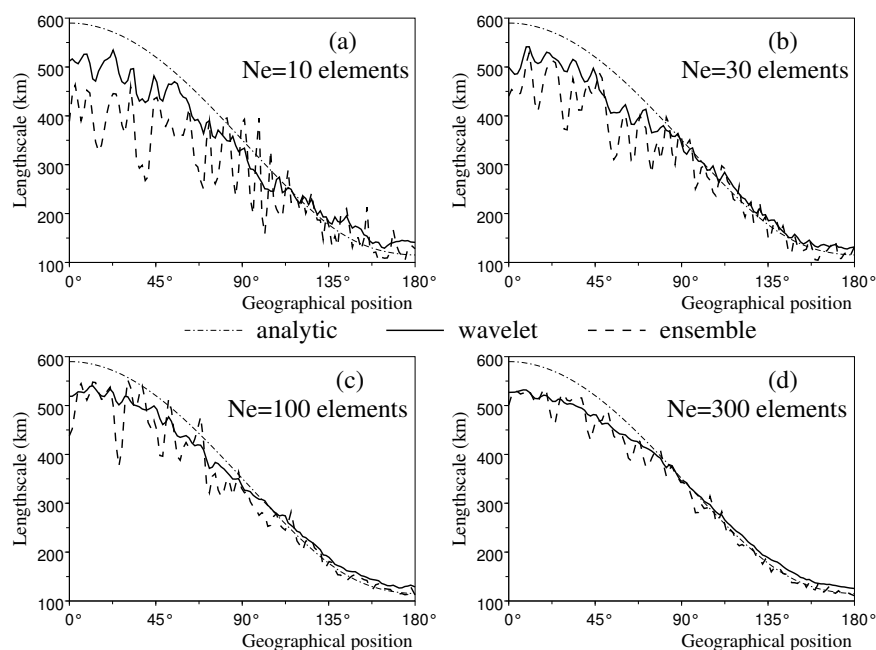 600
500
400
300
200
100
Lengthscale (km)
(a)
Ne=10 elements
0° 45° 90° 135° 180°
Geographical position
600
500
400
300
200
100
Lengthscale (km)
(b)
Ne=30 elements
0° 45° 90° 135° 180°
Geographical position
analytic wavelet ensemble
600
500
400
300
200
100
Lengthscale (km)
(c)
Ne=100 elements
0° 45° 90° 135° 180°
Geographical position
600
500
400
300
200
100
Lengthscale (km)
(d)
Ne=300 elements
0° 45° 90° 135° 180°
Geographical position